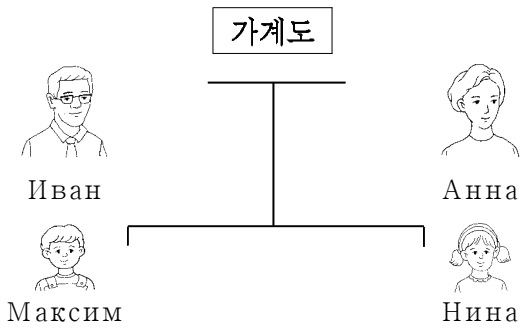 가계도
Иван Анна
Максим Нина